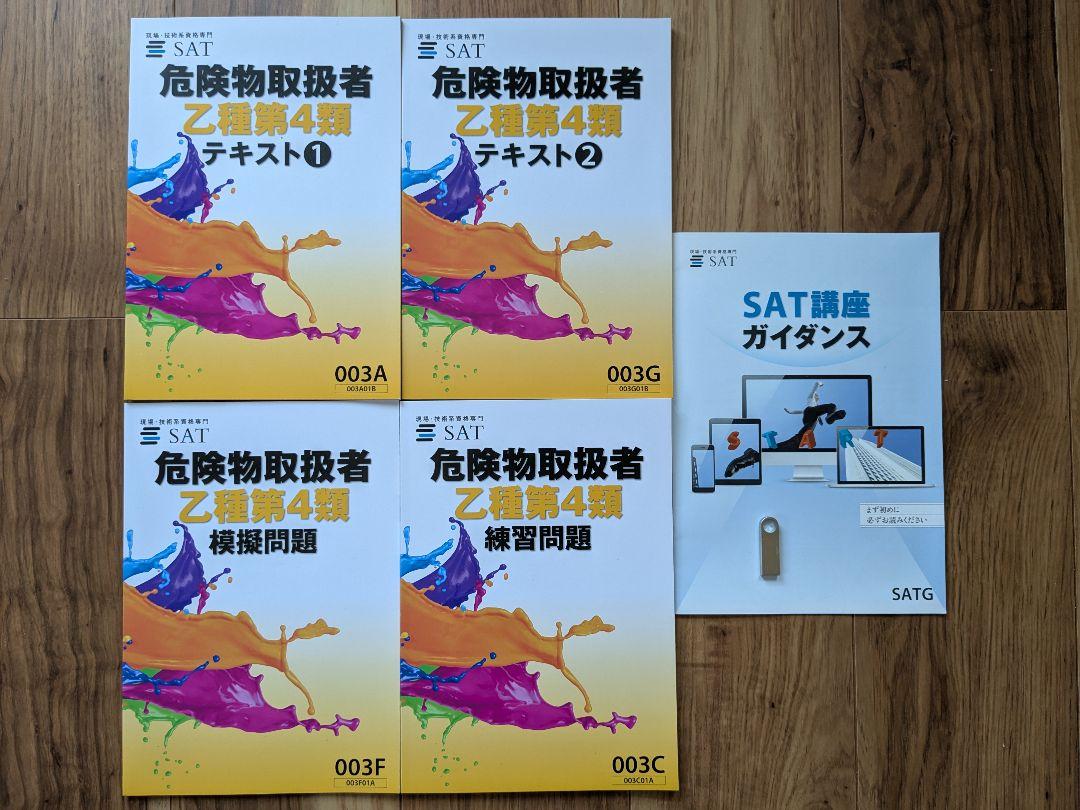 現場・技術系資格専門
SAT
危険物取扱者
乙種第4類
テキスト1
003A
003A01B
現場・技術系資格専門
SAT
危険物取扱者
乙種第4類
テキスト2
003G
003G01B
現場・技術系資格専門
SAT
危険物取扱者
乙種第4類
模擬問題
003F
003F01A
現場・技術系資格専門
SAT
危険物取扱者
乙種第4類
練習問題
003C
003C01A
現場・技術系資格専門
SAT
SAT講座
ガイダンス
START
まず初めに
必ずお読みください
SATG